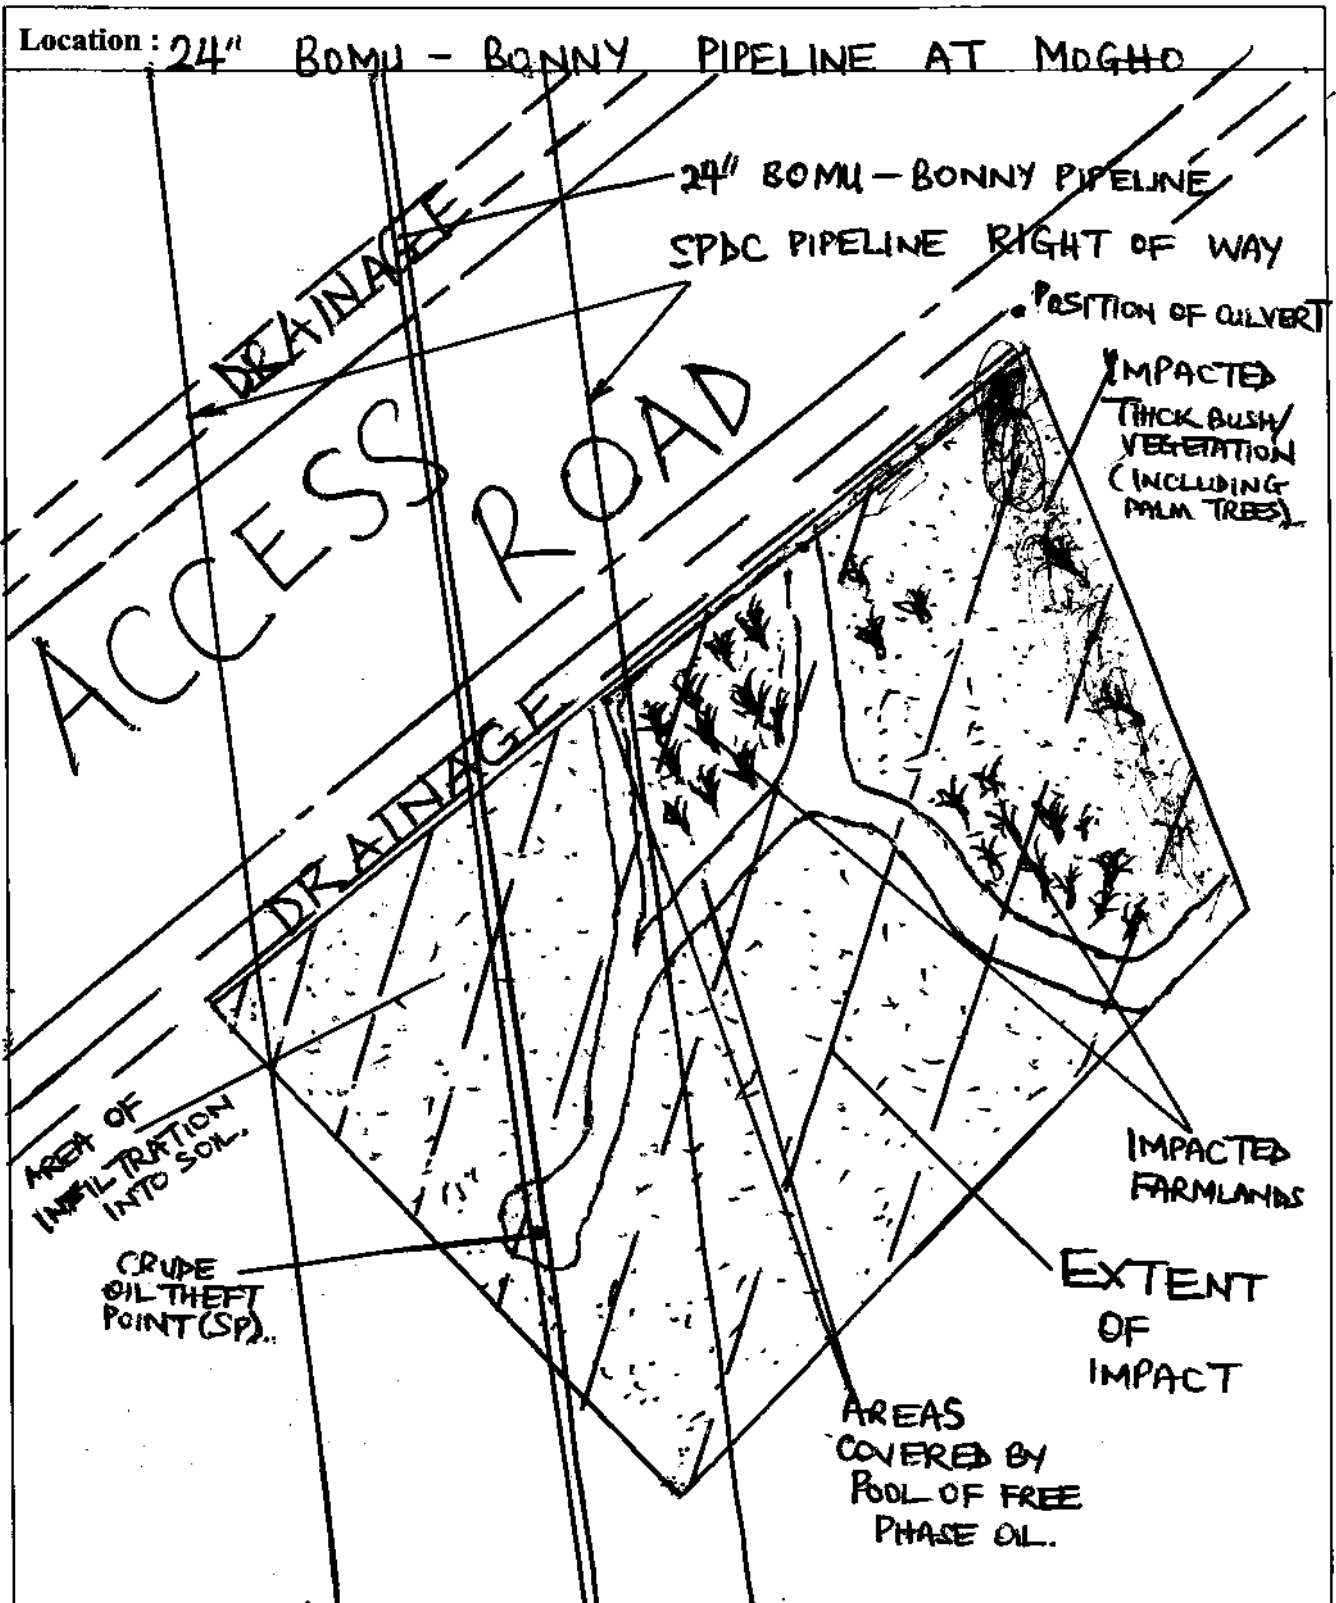 Location : 24" BOMU - BONNY PIPELINE AT MOGHO
24" BOMU - BONNY PIPELINE
SPDC PIPELINE RIGHT OF WAY
POSITION OF CULVERT
DRAINAGE
IMPACTED
THICK BUSH/
VEGETATION
(INCLUDING
PALM TREES)
ACCESS ROAD
DRAINAGE
AREA OF
INFILTRATION
INTO SOIL.
IMPACTED
FARMLANDS
CRUDE
OIL THEFT
POINT (SP)..
EXTENT
OF
IMPACT
AREAS
COVERED BY
POOL OF FREE
PHASE OIL.